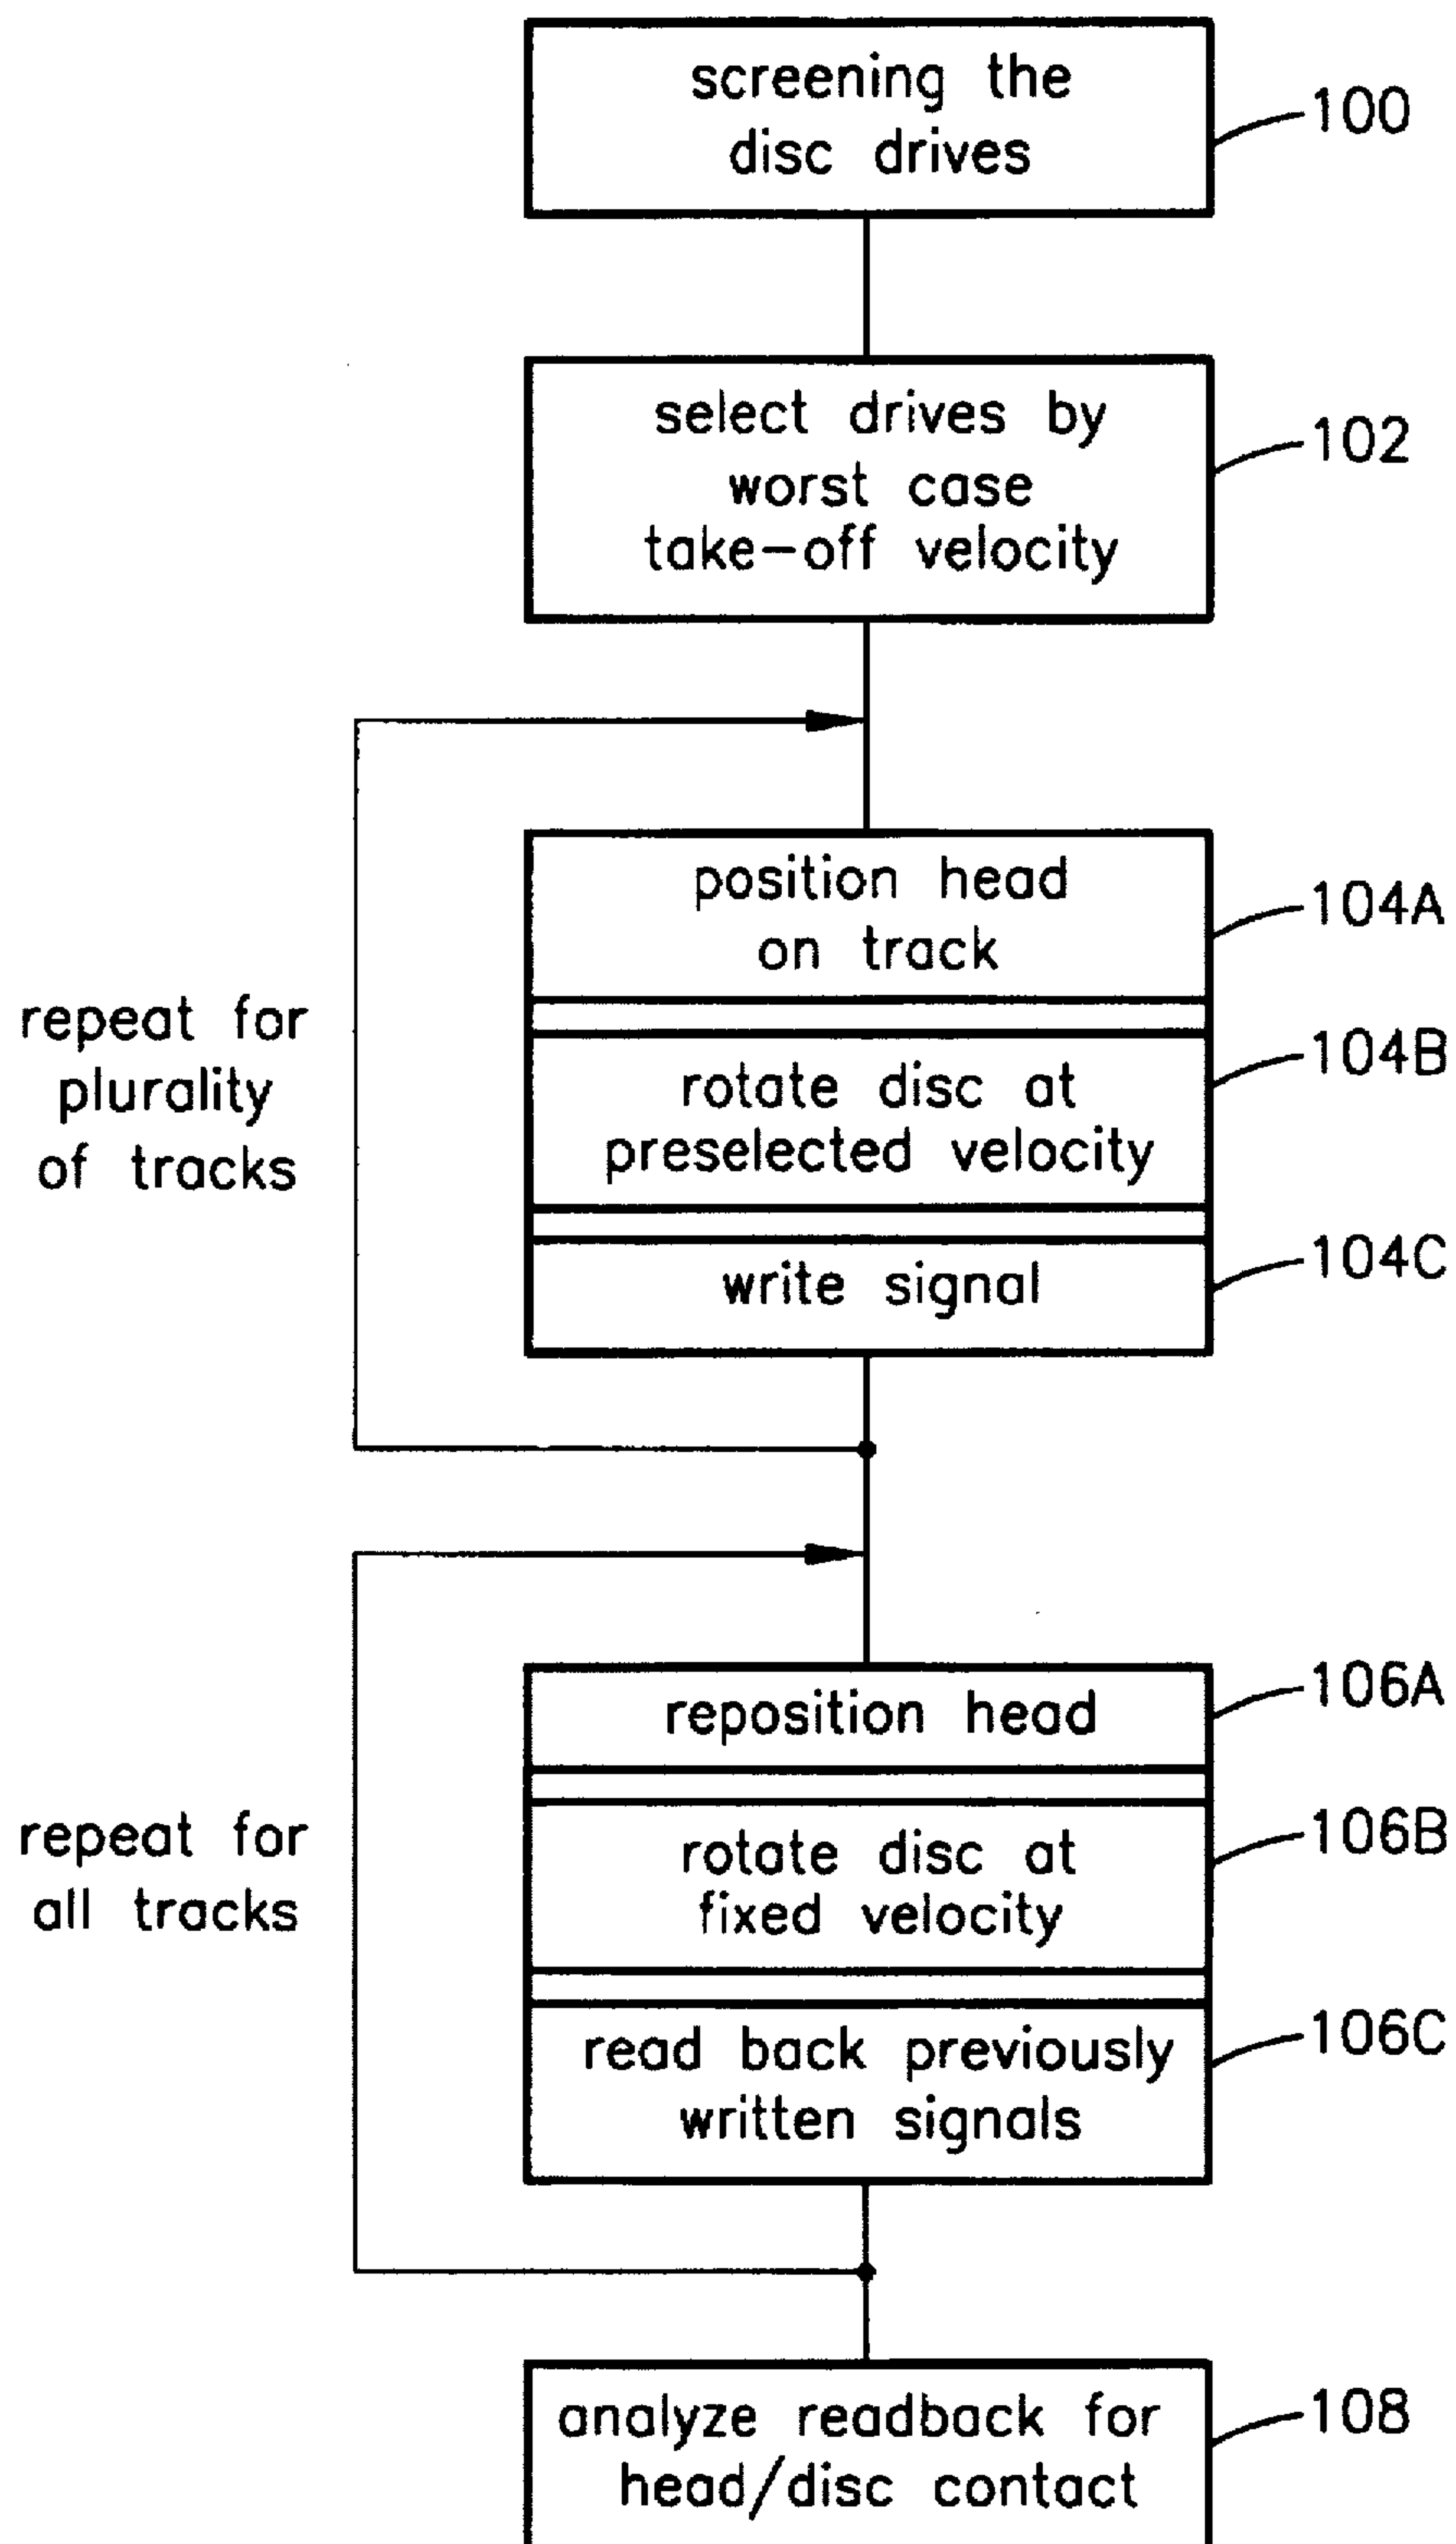 screening the
disc drives
100
select drives by
worst case
take-off velocity
102
position head
on track
104A
repeat for
plurality
of tracks
rotate disc at
preselected velocity
104B
write signal
104C
reposition head
106A
repeat for
all tracks
rotate disc at
fixed velocity
106B
read back previously
written signals
106C
analyze readback for
head/disc contact
108